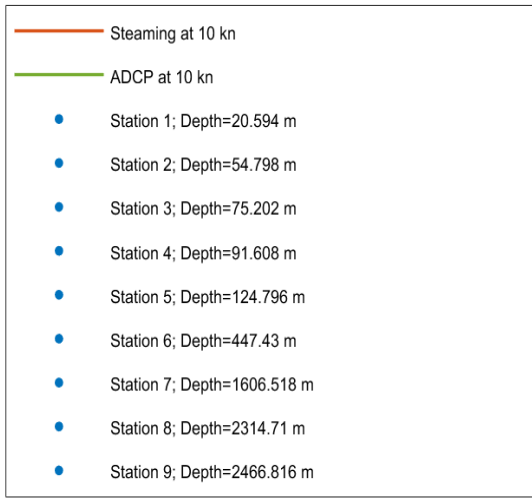 Steaming at 10 kn
ADCP at 10 kn
Station 1; Depth=20.594 m
Station 2; Depth=54.798 m
Station 3; Depth=75.202 m
Station 4; Depth=91.608 m
Station 5; Depth=124.796 m
Station 6; Depth=447.43 m
Station 7; Depth=1606.518 m
Station 8; Depth=2314.71 m
Station 9; Depth=2466.816 m